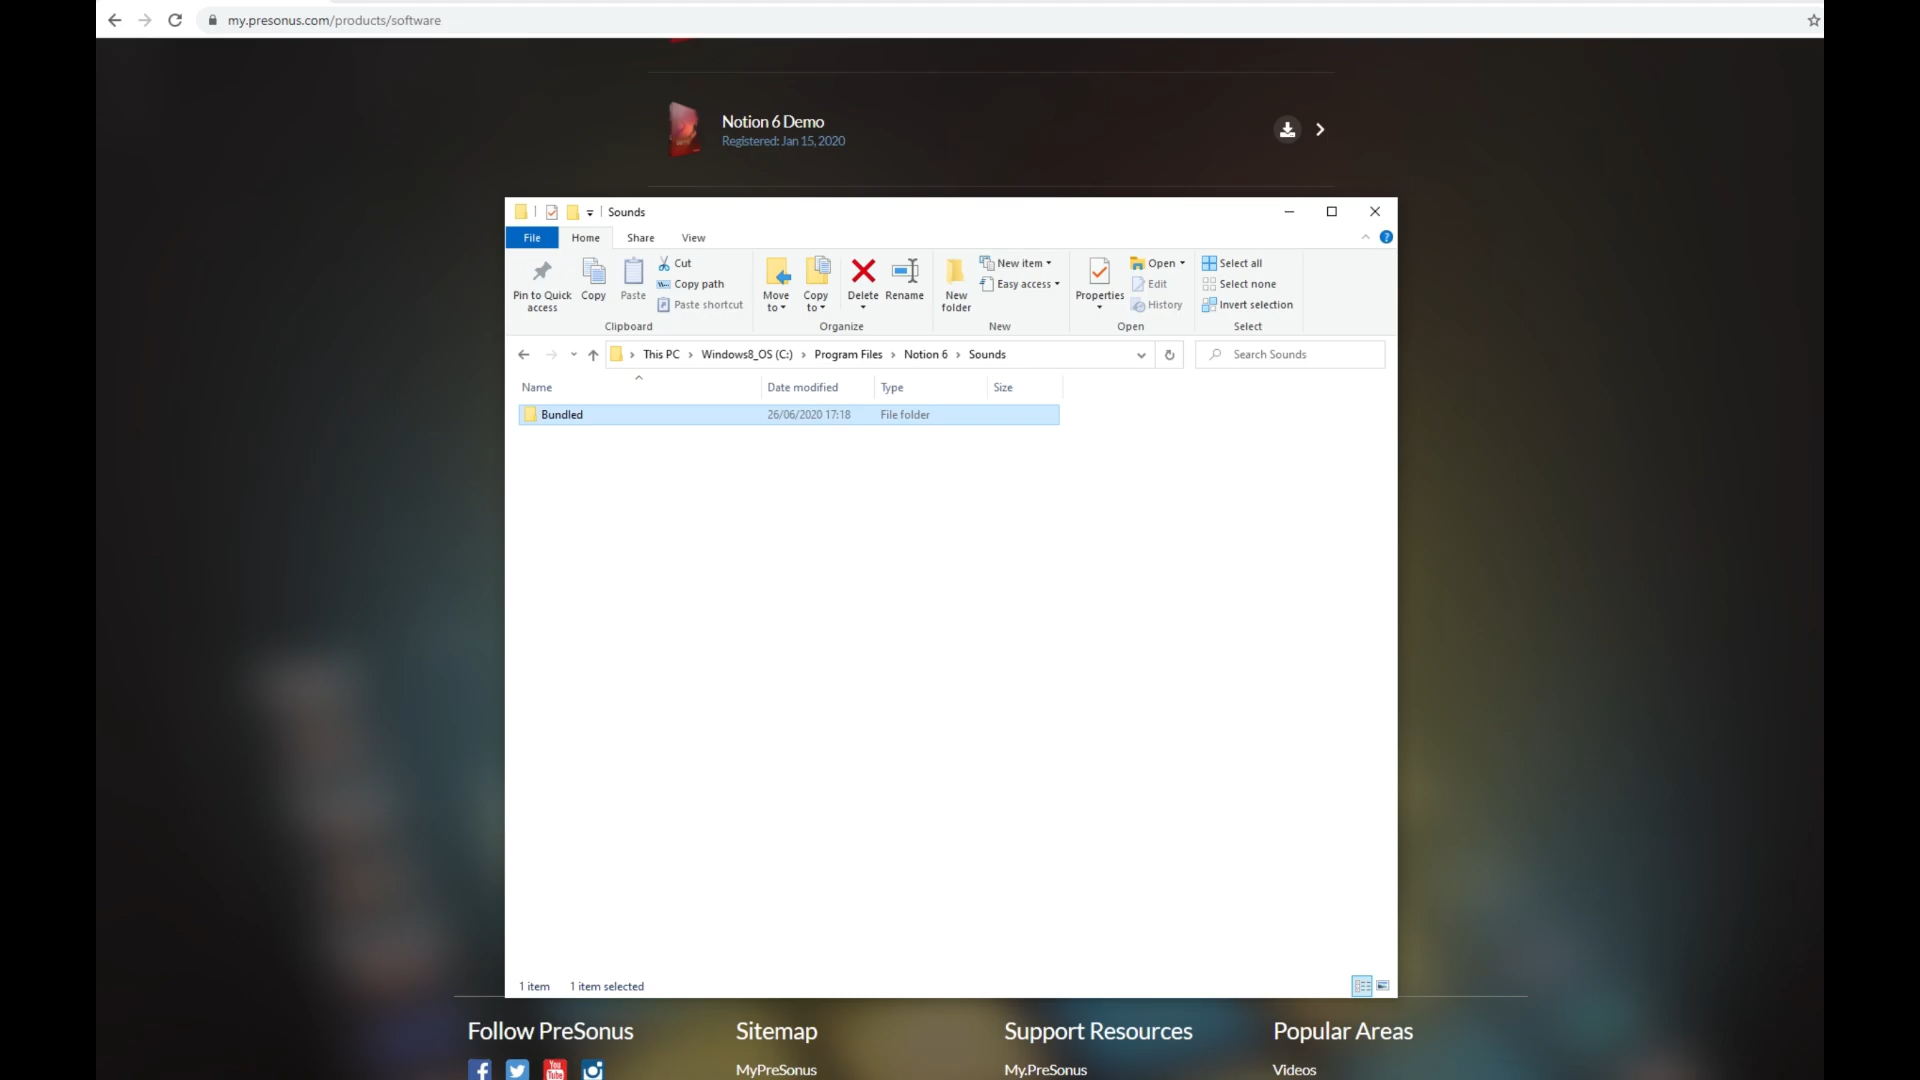 my.presonus.com/products/software
Notion 6 Demo
Registered: Jan 15, 2020
Sounds
File
Home
Share
View
Pin to Quick
access
Copy
Paste
Cut
Copy path
Paste shortcut
Clipboard
Move
to
Copy
to
Delete
Rename
Organize
New
folder
New item
Easy access
New
Properties
Open
Edit
History
Open
Select all
Select none
Invert selection
Select
This PC > Windows8_OS (C:) > Program Files > Notion 6 > Sounds
Search Sounds
Name
Date modified
Type
Size
Bundled
26/06/2020 17:18
File folder
1 item
1 item selected
Follow PreSonus
Sitemap
Support Resources
Popular Areas
You
Tube
MyPreSonus
My.PreSonus
Videos